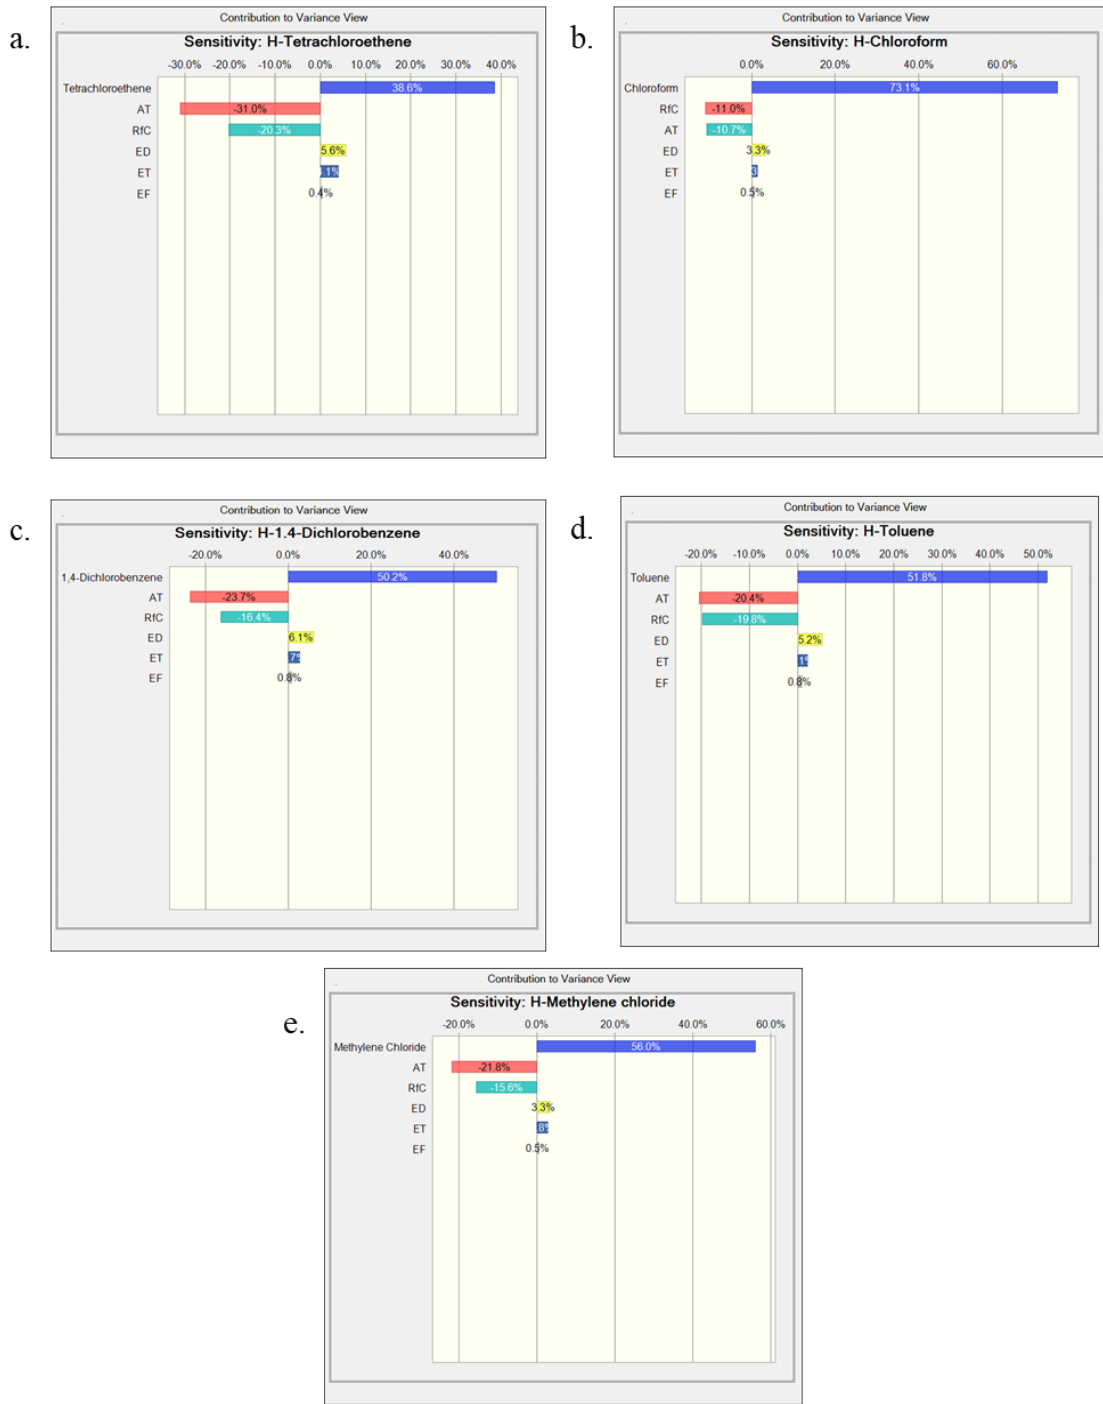 a.
Contribution to Variance View
Sensitivity: H-Tetrachloroethene
-30.0% -20.0% -10.0% 0.0% 10.0% 20.0% 30.0% 40.0%
Tetrachloroethene 38.6%
AT -31.0%
RfC -20.3%
ED 5.6%
ET .1%
EF 0.4%
b.
Contribution to Variance View
Sensitivity: H-Chloroform
0.0% 20.0% 40.0% 60.0%
Chloroform 73.1%
RfC -11.0%
AT -10.7%
ED 3.3%
ET 3
EF 0.5%
c.
Contribution to Variance View
Sensitivity: H-1.4-Dichlorobenzene
-20.0% 0.0% 20.0% 40.0%
1,4-Dichlorobenzene 50.2%
AT -23.7%
RfC -16.4%
ED 6.1%
ET 7%
EF 0.8%
d.
Contribution to Variance View
Sensitivity: H-Toluene
-20.0% -10.0% 0.0% 10.0% 20.0% 30.0% 40.0% 50.0%
Toluene 51.8%
AT -20.4%
RfC -19.8%
ED 5.2%
ET 1%
EF 0.8%
e.
Contribution to Variance View
Sensitivity: H-Methylene chloride
-20.0% 0.0% 20.0% 40.0% 60.0%
Methylene Chloride 56.0%
AT -21.8%
RfC -15.6%
ED 3.3%
ET .8%
EF 0.5%